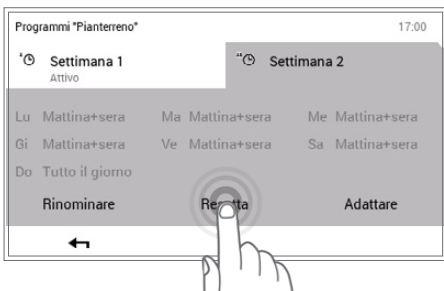 Programmi "Pianterreno" 17:00
Settimana 1 Settimana 2
Attivo
Lu Mattina+sera Ma Mattina+sera Me Mattina+sera
Gi Mattina+sera Ve Mattina+sera Sa Mattina+sera
Do Tutto il giorno
Rinominare Resetta Adattare